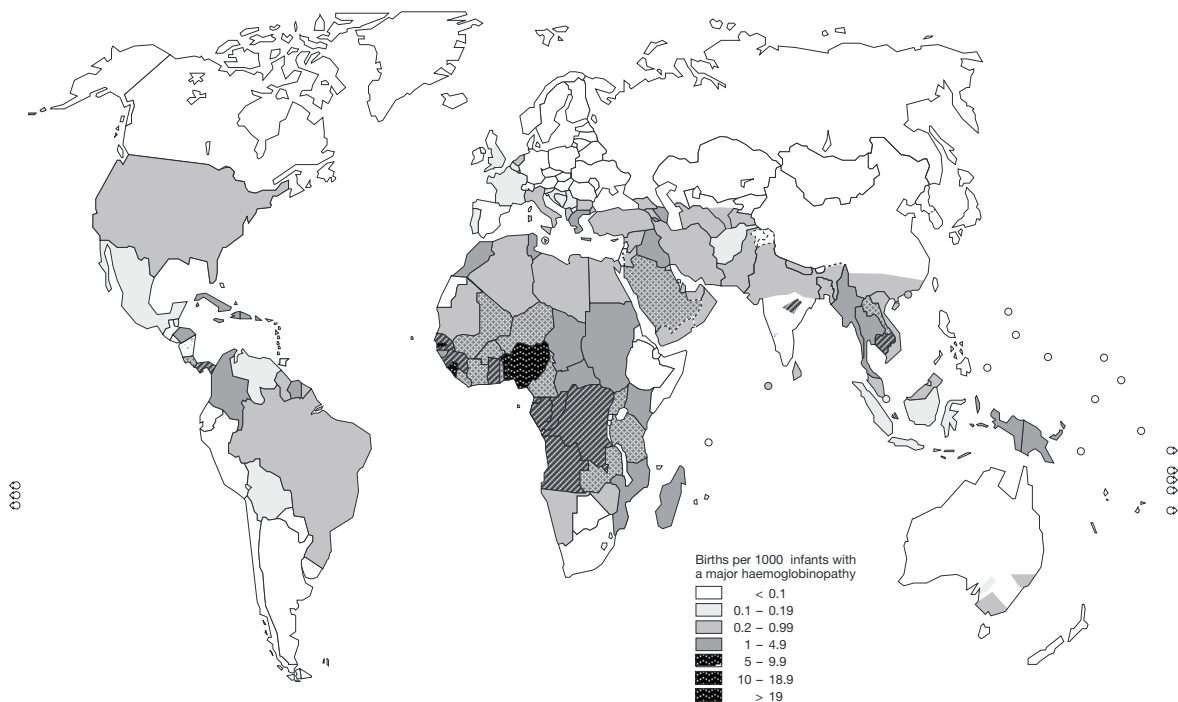 Births per 1000 infants with
a major haemoglobinopathy
< 0.1
0.1 – 0.19
0.2 – 0.99
1 – 4.9
5 – 9.9
10 – 18.9
> 19